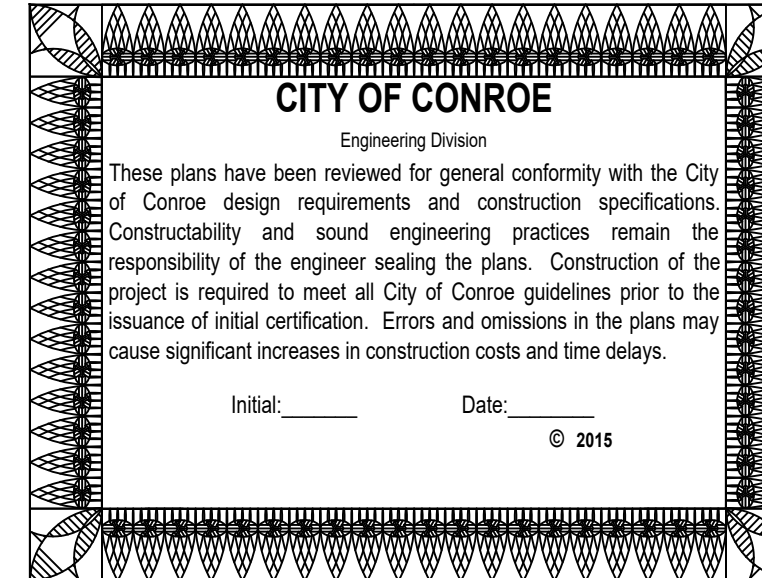 CITY OF CONROE
Engineering Division
These plans have been reviewed for general conformity with the City
of Conroe design requirements and construction specifications.
Constructability and sound engineering practices remain the
responsibility of the engineer sealing the plans. Construction of the
project is required to meet all City of Conroe guidelines prior to the
issuance of initial certification. Errors and omissions in the plans may
cause significant increases in construction costs and time delays.
Initial:_______ Date:________
© 2015